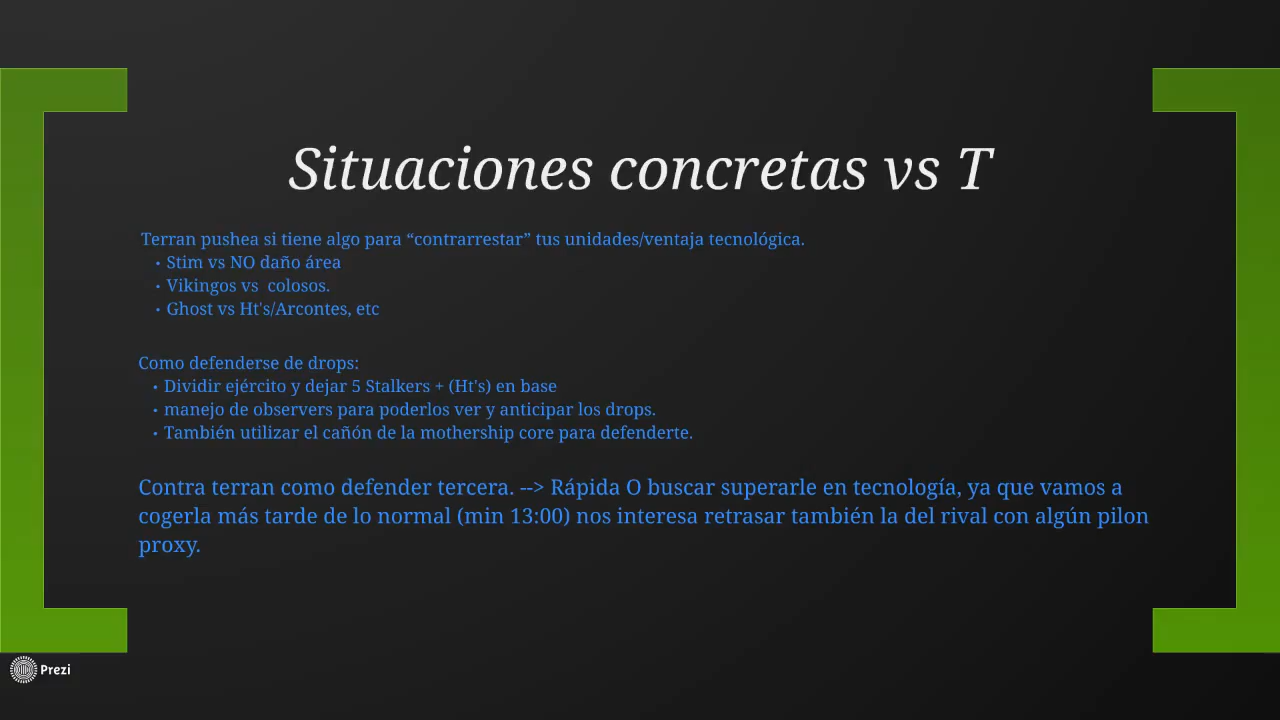 Situaciones concretas vs T
Terran pushea si tiene algo para “contrarrestar” tus unidades/ventaja tecnológica.
• Stim vs NO daño área
• Vikingos vs  colosos.
• Ghost vs Ht's/Arcontes, etc
Como defenderse de drops:
• Dividir ejército y dejar 5 Stalkers + (Ht's) en base
• manejo de observers para poderlos ver y anticipar los drops.
• También utilizar el cañón de la mothership core para defenderte.
Contra terran como defender tercera. --> Rápida O buscar superarle en tecnología, ya que vamos a
cogerla más tarde de lo normal (min 13:00) nos interesa retrasar también la del rival con algún pilon
proxy.
Prezi